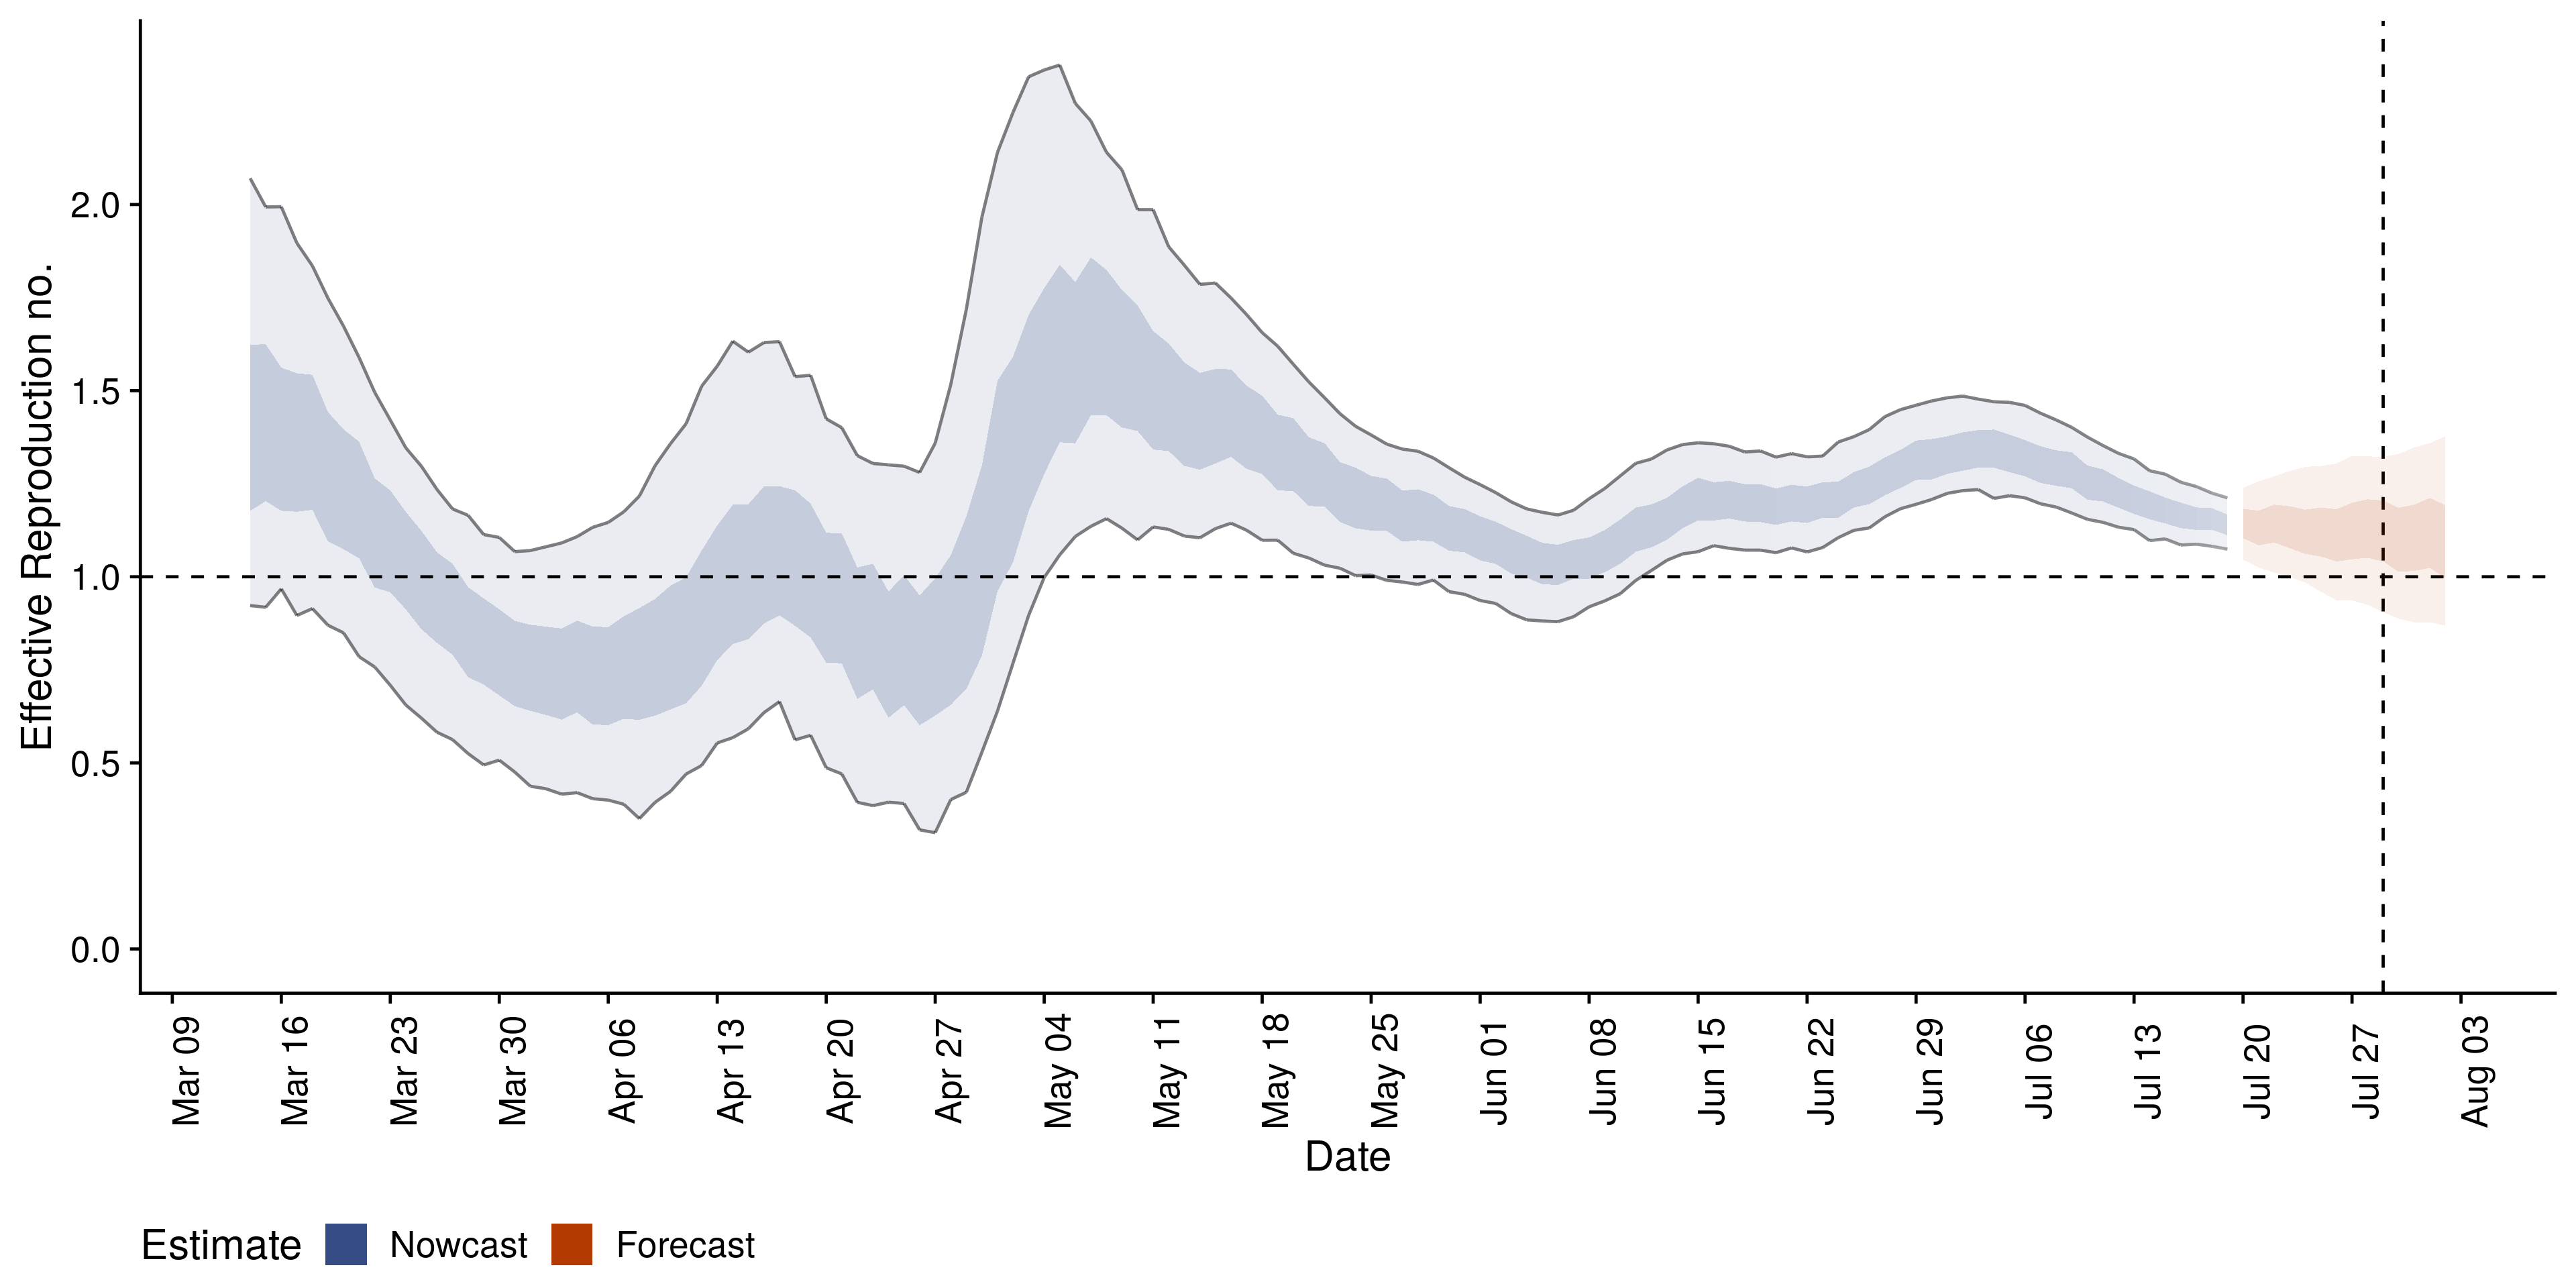 Effective Reproduction no.
2.0
1.5
1.0
0.5
0.0
Mar 09
Mar 16
Mar 23
Mar 30
Apr 06
Apr 13
Apr 20
Apr 27
May 04
May 11
May 18
May 25
Jun 01
Jun 08
Jun 15
Jun 22
Jun 29
Jul 06
Jul 13
Jul 20
Jul 27
Aug 03
Date
Estimate Nowcast Forecast